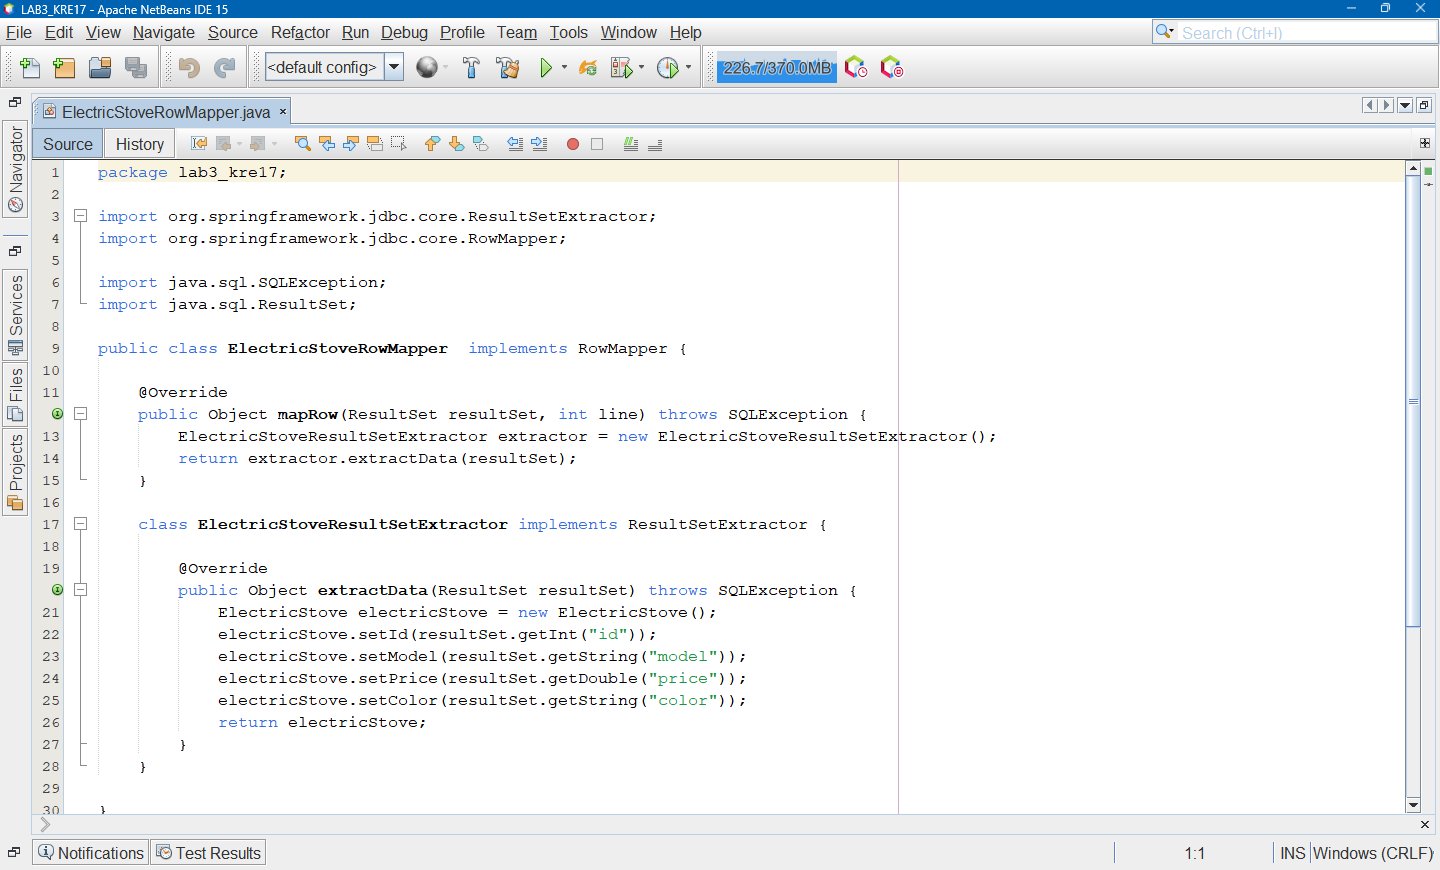 LAB3_KRE17 - Apache NetBeans IDE 15
File Edit View Navigate Source Refactor Run Debug Profile Team Tools Window Help
Search (Ctrl+I)
<default config>
226.7/370.0MB
ElectricStoveRowMapper.java
Source History
Navigator
Services
Files
Projects
1 package lab3_kre17;
2
3 import org.springframework.jdbc.core.ResultSetExtractor;
4 import org.springframework.jdbc.core.RowMapper;
5
6 import java.sql.SQLException;
7 import java.sql.ResultSet;
8
9 public class ElectricStoveRowMapper  implements RowMapper {
10
11 @Override
public Object mapRow(ResultSet resultSet, int line) throws SQLException {
13 ElectricStoveResultSetExtractor extractor = new ElectricStoveResultSetExtractor();
14 return extractor.extractData(resultSet);
15 }
16
17 class ElectricStoveResultSetExtractor implements ResultSetExtractor {
18
19 @Override
public Object extractData(ResultSet resultSet) throws SQLException {
21 ElectricStove electricStove = new ElectricStove();
22 electricStove.setId(resultSet.getInt("id"));
23 electricStove.setModel(resultSet.getString("model"));
24 electricStove.setPrice(resultSet.getDouble("price"));
25 electricStove.setColor(resultSet.getString("color"));
26 return electricStove;
27 }
28 }
29
30 }
Notifications Test Results 1:1 INS Windows (CRLF)